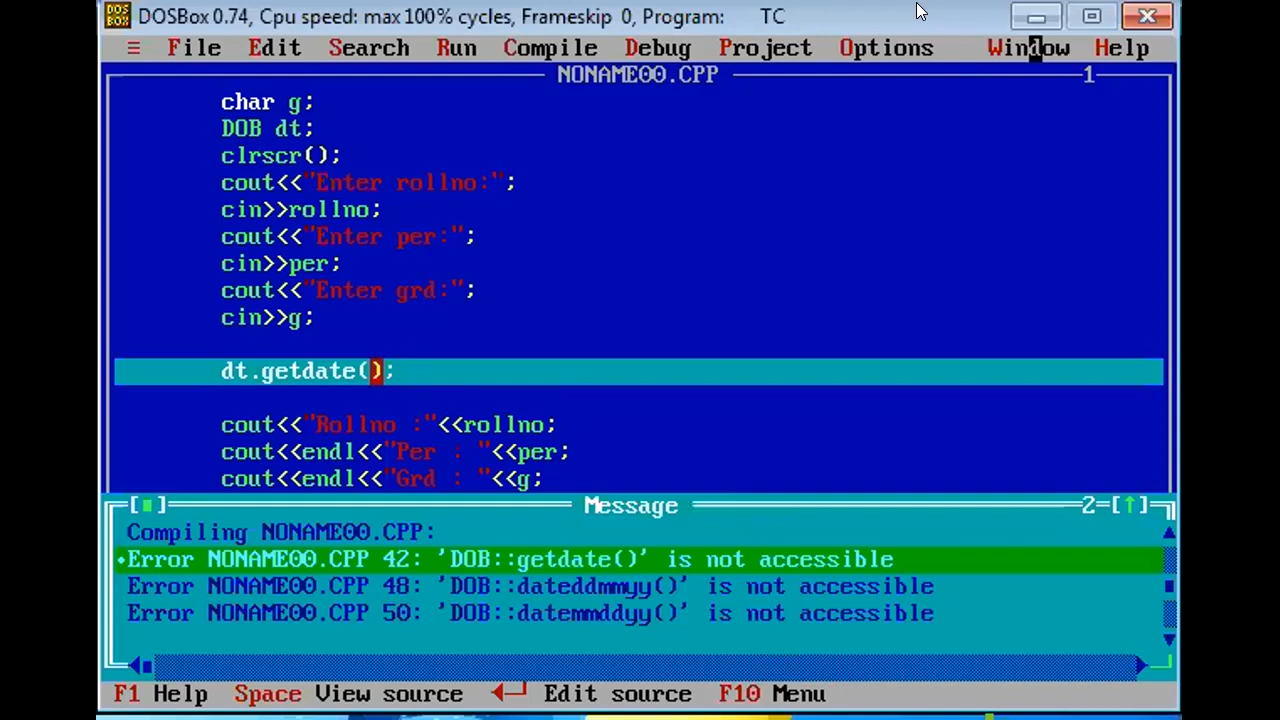 DOS BOX DOSBox 0.74, Cpu speed: max 100% cycles, Frameskip 0, Program: TC
≡ File Edit Search Run Compile Debug Project Options Window Help
NONAME00.CPP 1
char g;
DOB dt;
clrscr();
cout<<"Enter rollno:";
cin>>rollno;
cout<<"Enter per:";
cin>>per;
cout<<"Enter grd:";
cin>>g;
dt.getdate();
cout<<"Rollno :"<<rollno;
cout<<endl<<"Per : "<<per;
cout<<endl<<"Grd : "<<g;
[■] Message 2=[↑]
Compiling NONAME00.CPP:
•Error NONAME00.CPP 42: 'DOB::getdate()' is not accessible
Error NONAME00.CPP 48: 'DOB::dateddmmyy()' is not accessible
Error NONAME00.CPP 50: 'DOB::datemmddyy()' is not accessible
F1 Help Space View source ◄─┘ Edit source F10 Menu